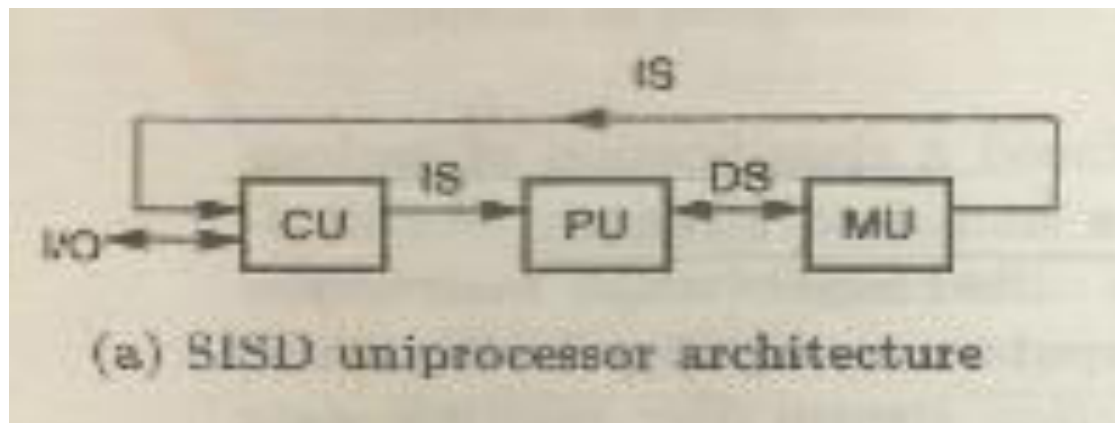 IS
IS DS
I/O CU PU MU
(a) SISD uniprocessor architecture